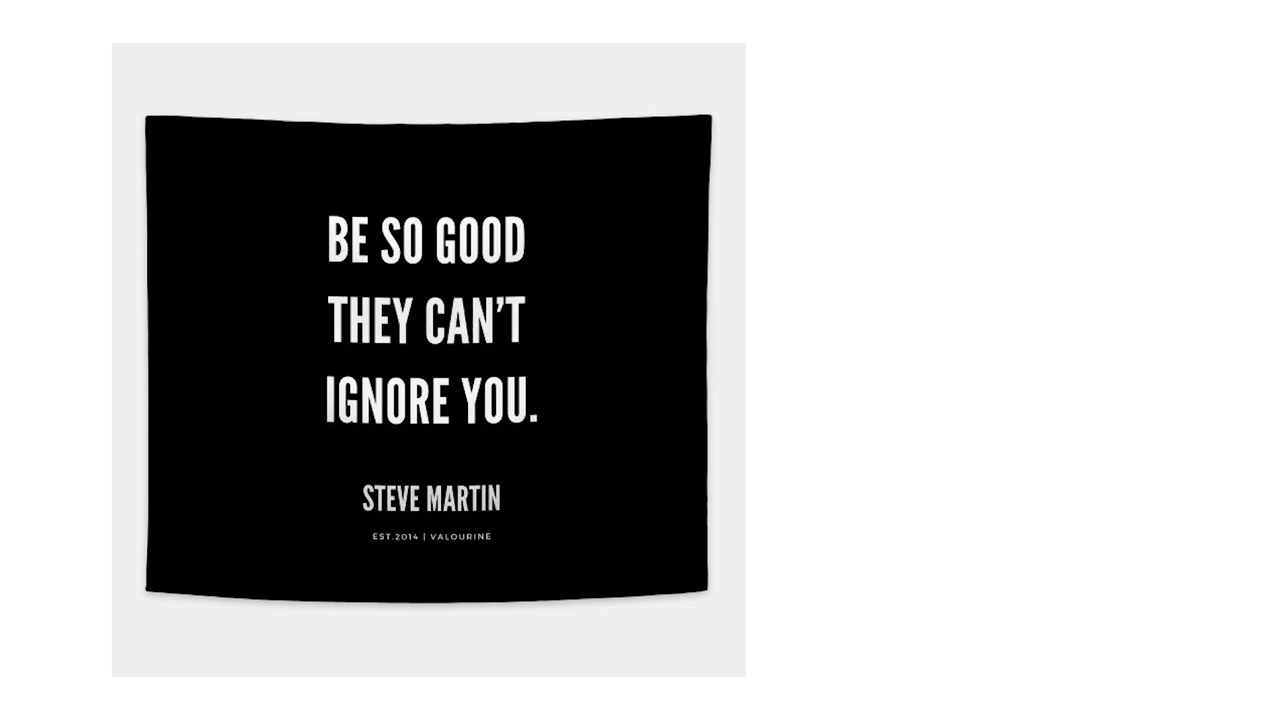 BE SO GOOD
THEY CAN’T
IGNORE YOU.
STEVE MARTIN
EST.2014 | VALOURINE